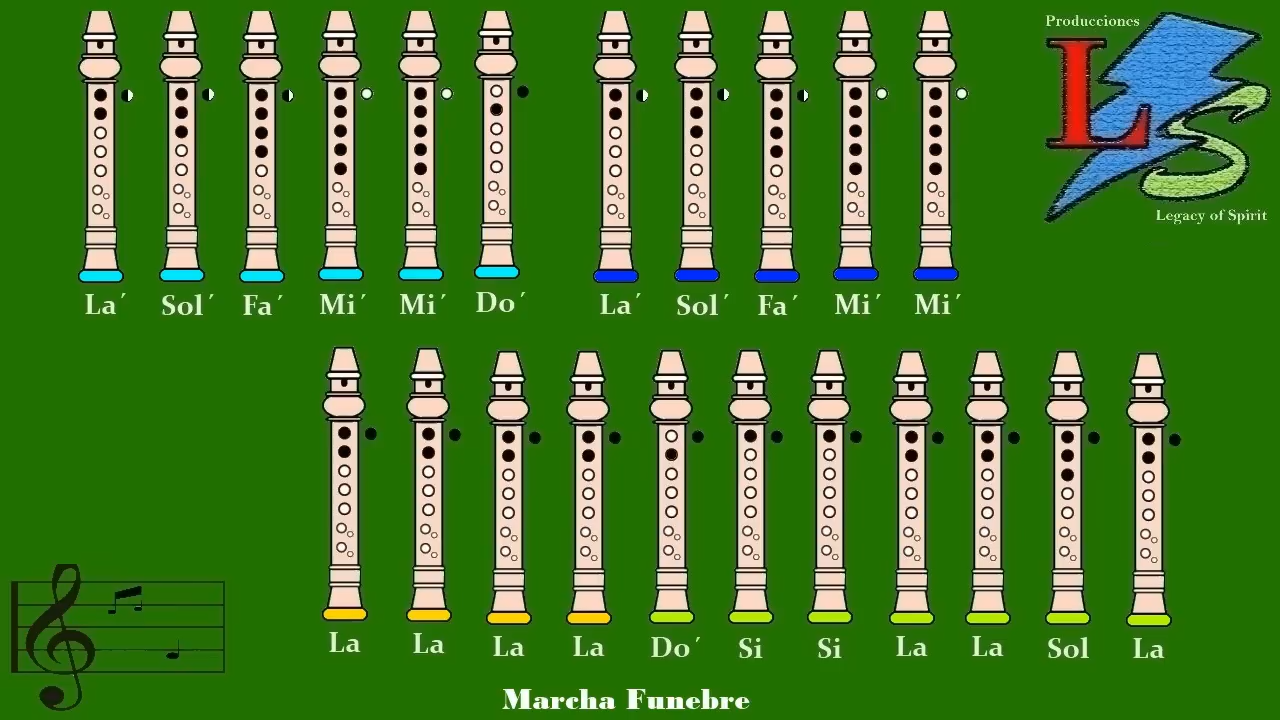 Producciones
LS
Legacy of Spirit
La´ Sol´ Fa´ Mi´ Mi´ Do´ La´ Sol´ Fa´ Mi´ Mi´
La La La La Do´ Si Si La La Sol La
Marcha Funebre